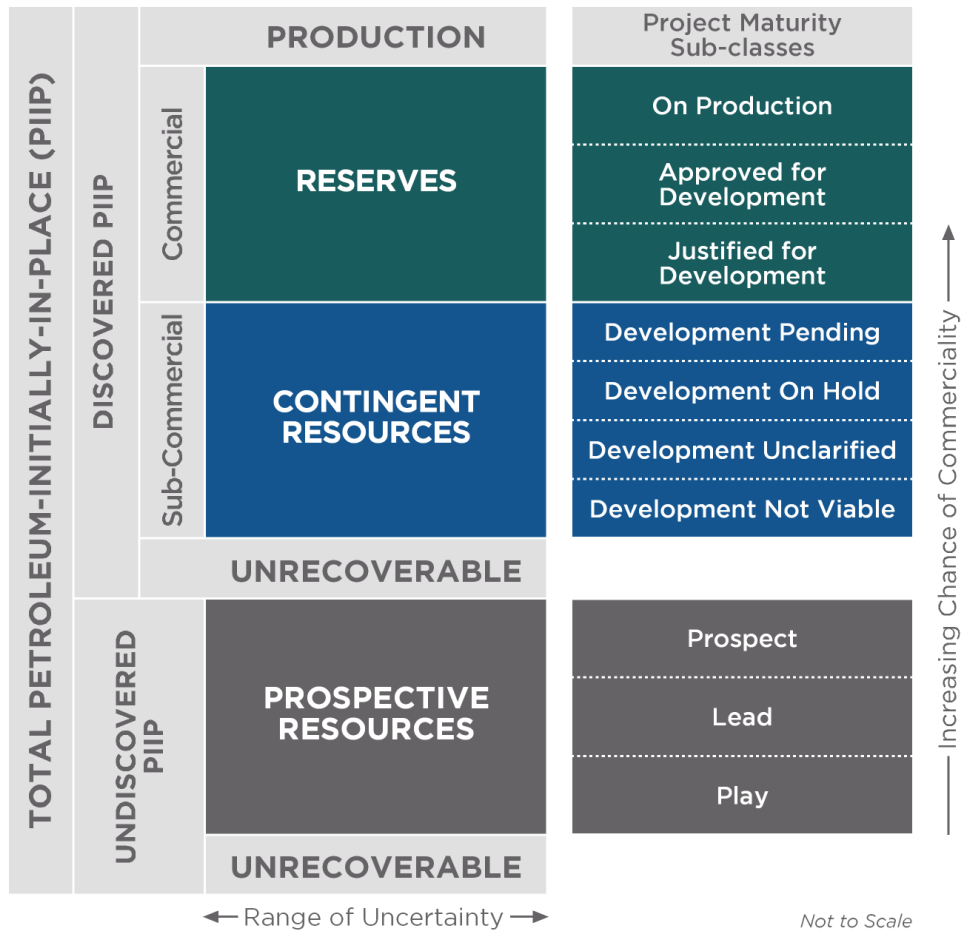 TOTAL PETROLEUM-INITIALLY-IN-PLACE (PIIP)
DISCOVERED PIIP
UNDISCOVERED
PIIP
Commercial
Sub-Commercial
PRODUCTION
RESERVES
CONTINGENT
RESOURCES
UNRECOVERABLE
PROSPECTIVE
RESOURCES
UNRECOVERABLE
Range of Uncertainty
Project Maturity
Sub-classes
On Production
Approved for
Development
Justified for
Development
Development Pending
Development On Hold
Development Unclarified
Development Not Viable
Prospect
Lead
Play
Increasing Chance of Commerciality
Not to Scale